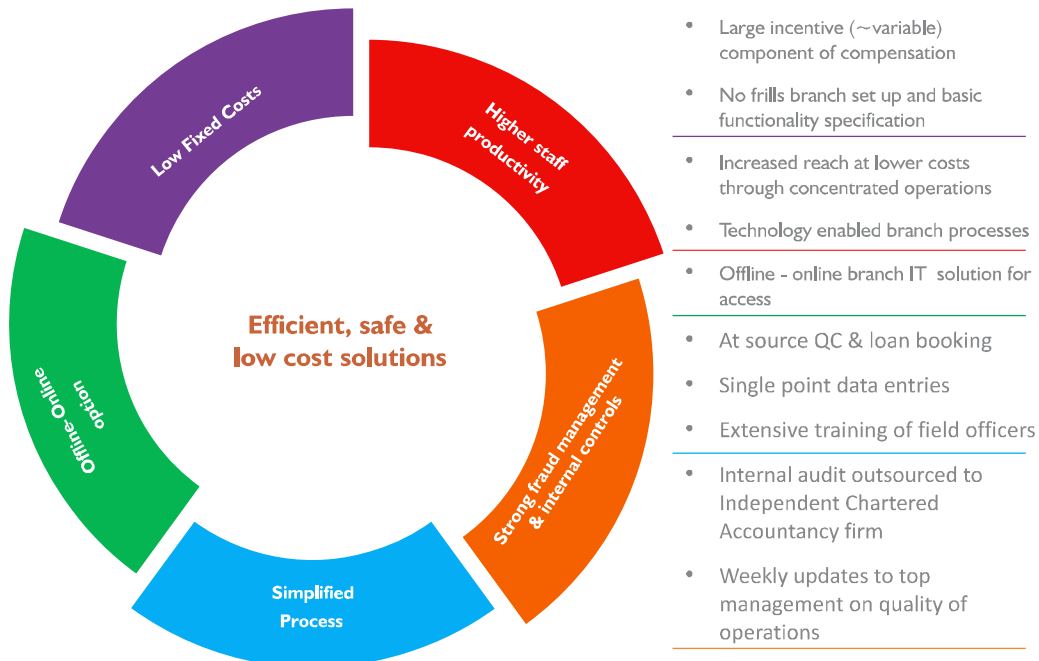 Low Fixed Costs
Higher staff
productivity
Strong fraud management
& internal controls
Simplified
Process
Offline-Online
option
Efficient, safe &
low cost solutions
• Large incentive (~variable)
component of compensation
• No frills branch set up and basic
functionality specification
• Increased reach at lower costs
through concentrated operations
• Technology enabled branch processes
• Offline - online branch IT solution for
access
• At source QC & loan booking
• Single point data entries
• Extensive training of field officers
• Internal audit outsourced to
Independent Chartered
Accountancy firm
• Weekly updates to top
management on quality of
operations